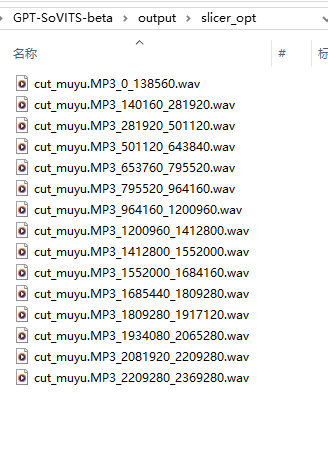 GPT-SoVITS-beta > output > slicer_opt
名称 #
cut_muyu.MP3_0_138560.wav
cut_muyu.MP3_140160_281920.wav
cut_muyu.MP3_281920_501120.wav
cut_muyu.MP3_501120_643840.wav
cut_muyu.MP3_653760_795520.wav
cut_muyu.MP3_795520_964160.wav
cut_muyu.MP3_964160_1200960.wav
cut_muyu.MP3_1200960_1412800.wav
cut_muyu.MP3_1412800_1552000.wav
cut_muyu.MP3_1552000_1684160.wav
cut_muyu.MP3_1685440_1809280.wav
cut_muyu.MP3_1809280_1917120.wav
cut_muyu.MP3_1934080_2065280.wav
cut_muyu.MP3_2081920_2209280.wav
cut_muyu.MP3_2209280_2369280.wav